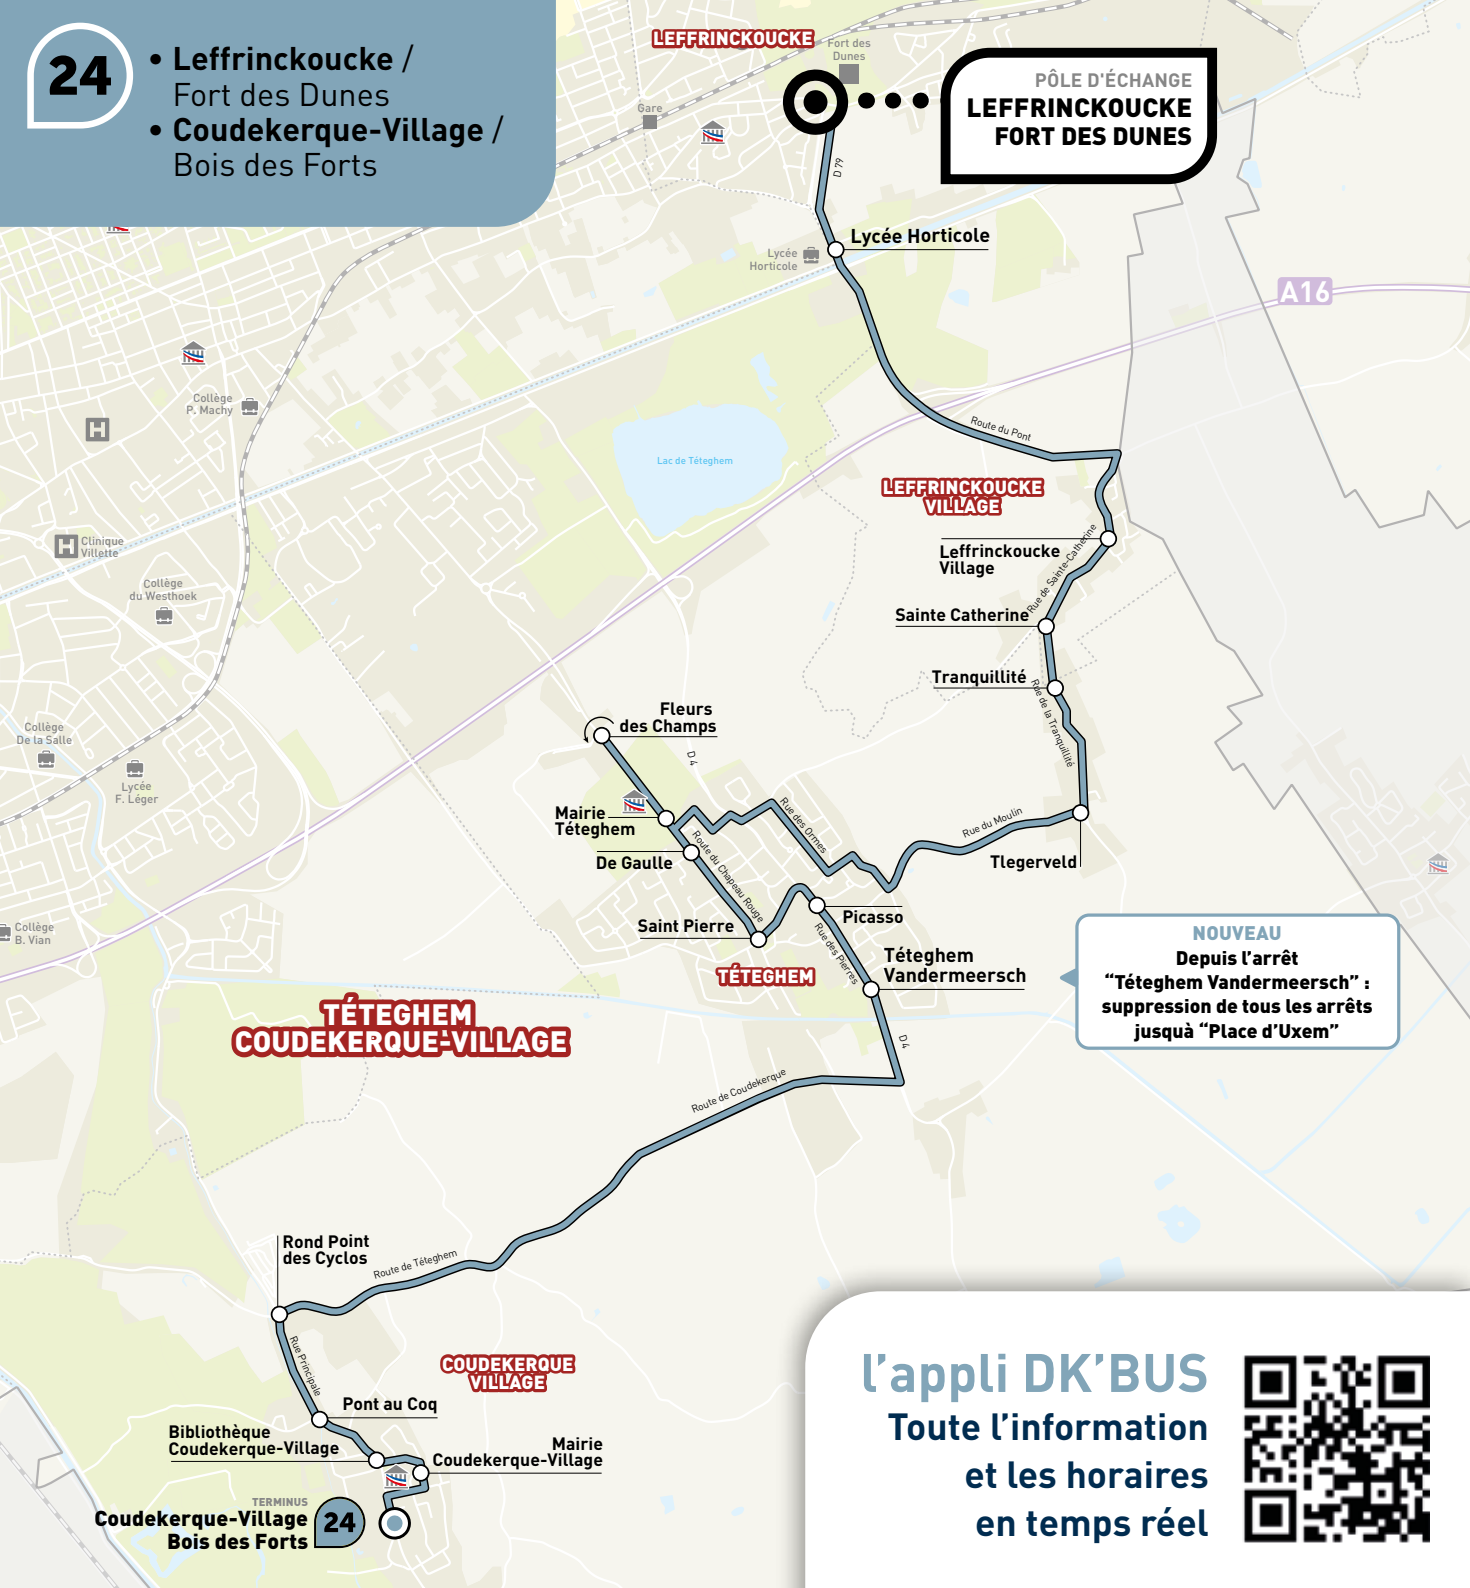 24
• Leffrinckoucke /
Fort des Dunes
• Coudekerque-Village /
Bois des Forts
LEFFRINCKOUCKE
Fort des
Dunes
Gare
PÔLE D'ÉCHANGE
LEFFRINCKOUCKE
FORT DES DUNES
D 79
Lycée Horticole
Lycée
Horticole
A16
Collège
P. Machy
H
Route du Pont
Lac de Téteghem
LEFFRINCKOUCKE
VILLAGE
H
Clinique
Villette
Leffrinckoucke
Village
Rue de Sainte-Catherine
Collège
du Westhoek
Sainte Catherine
Tranquillité
Rue de la Tranquillité
Fleurs
des Champs
D 4
Collège
De la Salle
Lycée
F. Léger
Mairie
Téteghem
Rue des Ormes
Rue du Moulin
De Gaulle
Route du Chapeau Rouge
Tlegerveld
Picasso
Saint Pierre
Collège
B. Vian
Rue des Pierres
Téteghem
Vandermeersch
TÉTEGHEM
NOUVEAU
Depuis l’arrêt
“Téteghem Vandermeersch” :
suppression de tous les arrêts
jusquà “Place d’Uxem”
TÉTEGHEM
COUDEKERQUE-VILLAGE
D 4
Route de Coudekerque
Rond Point
des Cyclos
Route de Téteghem
Rue Principale
COUDEKERQUE
VILLAGE
Pont au Coq
Bibliothèque
Coudekerque-Village
Mairie
Coudekerque-Village
TERMINUS
Coudekerque-Village
Bois des Forts
24
l’appli DK’BUS
Toute l’information
et les horaires
en temps réel